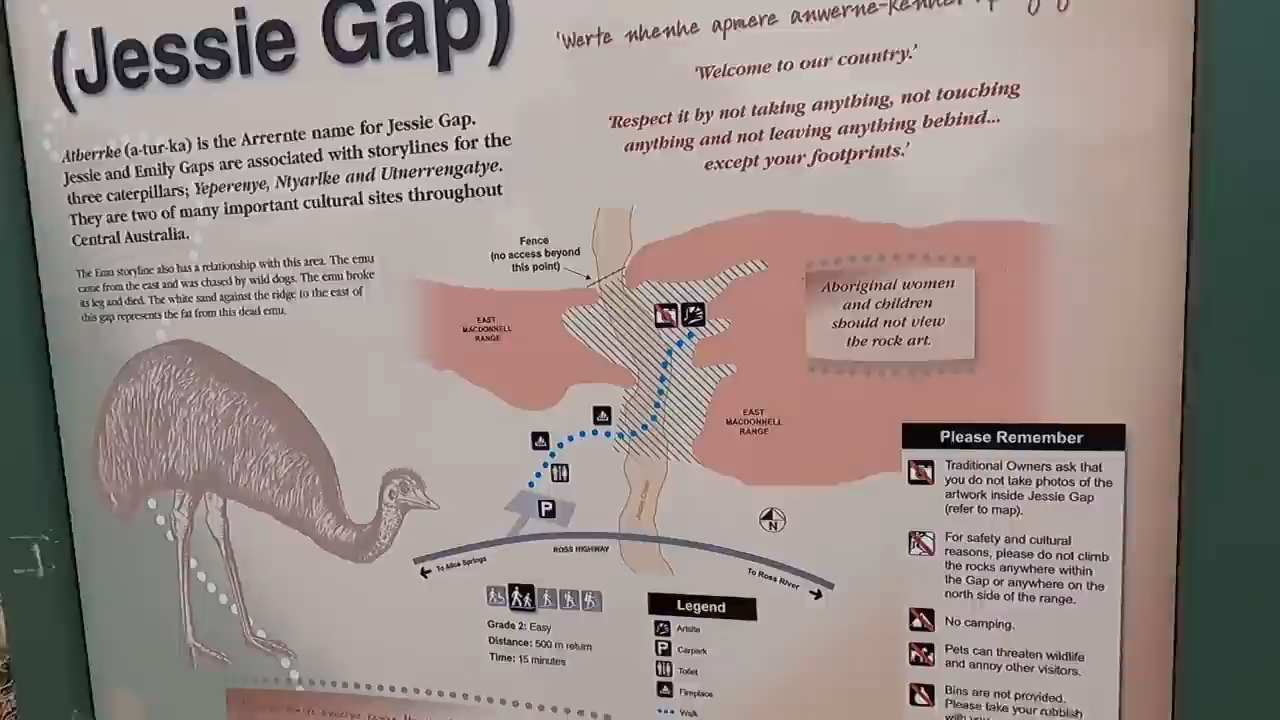 (Jessie Gap)
'Werte nhenhe apmere anwerne-kenhe
'Welcome to our country.'
'Respect it by not taking anything, not touching
anything and not leaving anything behind...
except your footprints.'
Atherrke (a-tur-ka) is the Arrernte name for Jessie Gap.
Jessie and Emily Gaps are associated with storylines for the
three caterpillars; Yeperenye, Ntyarlke and Utnerrengatye.
They are two of many important cultural sites throughout
Central Australia.
The Emu storyline also has a relationship with this area. The emu
came from the east and was chased by wild dogs. The emu broke
its leg and died. The white sand against the ridge to the east of
this gap represents the fat from this dead emu.
Fence
(no access beyond
this point)
EAST
MACDONNELL
RANGE
Aboriginal women
and children
should not view
the rock art.
EAST
MACDONNELL
RANGE
P
N
ROSS HIGHWAY
To Alice Springs
To Ross River
Grade 2: Easy
Distance: 500 m return
Time: 15 minutes
Legend
Artsite
P Carpark
Toilet
Fireplace
Walk
Please Remember
Traditional Owners ask that
you do not take photos of the
artwork inside Jessie Gap
(refer to map).
For safety and cultural
reasons, please do not climb
the rocks anywhere within
the Gap or anywhere on the
north side of the range.
No camping.
Pets can threaten wildlife
and annoy other visitors.
Bins are not provided.
Please take your rubbish
with you.